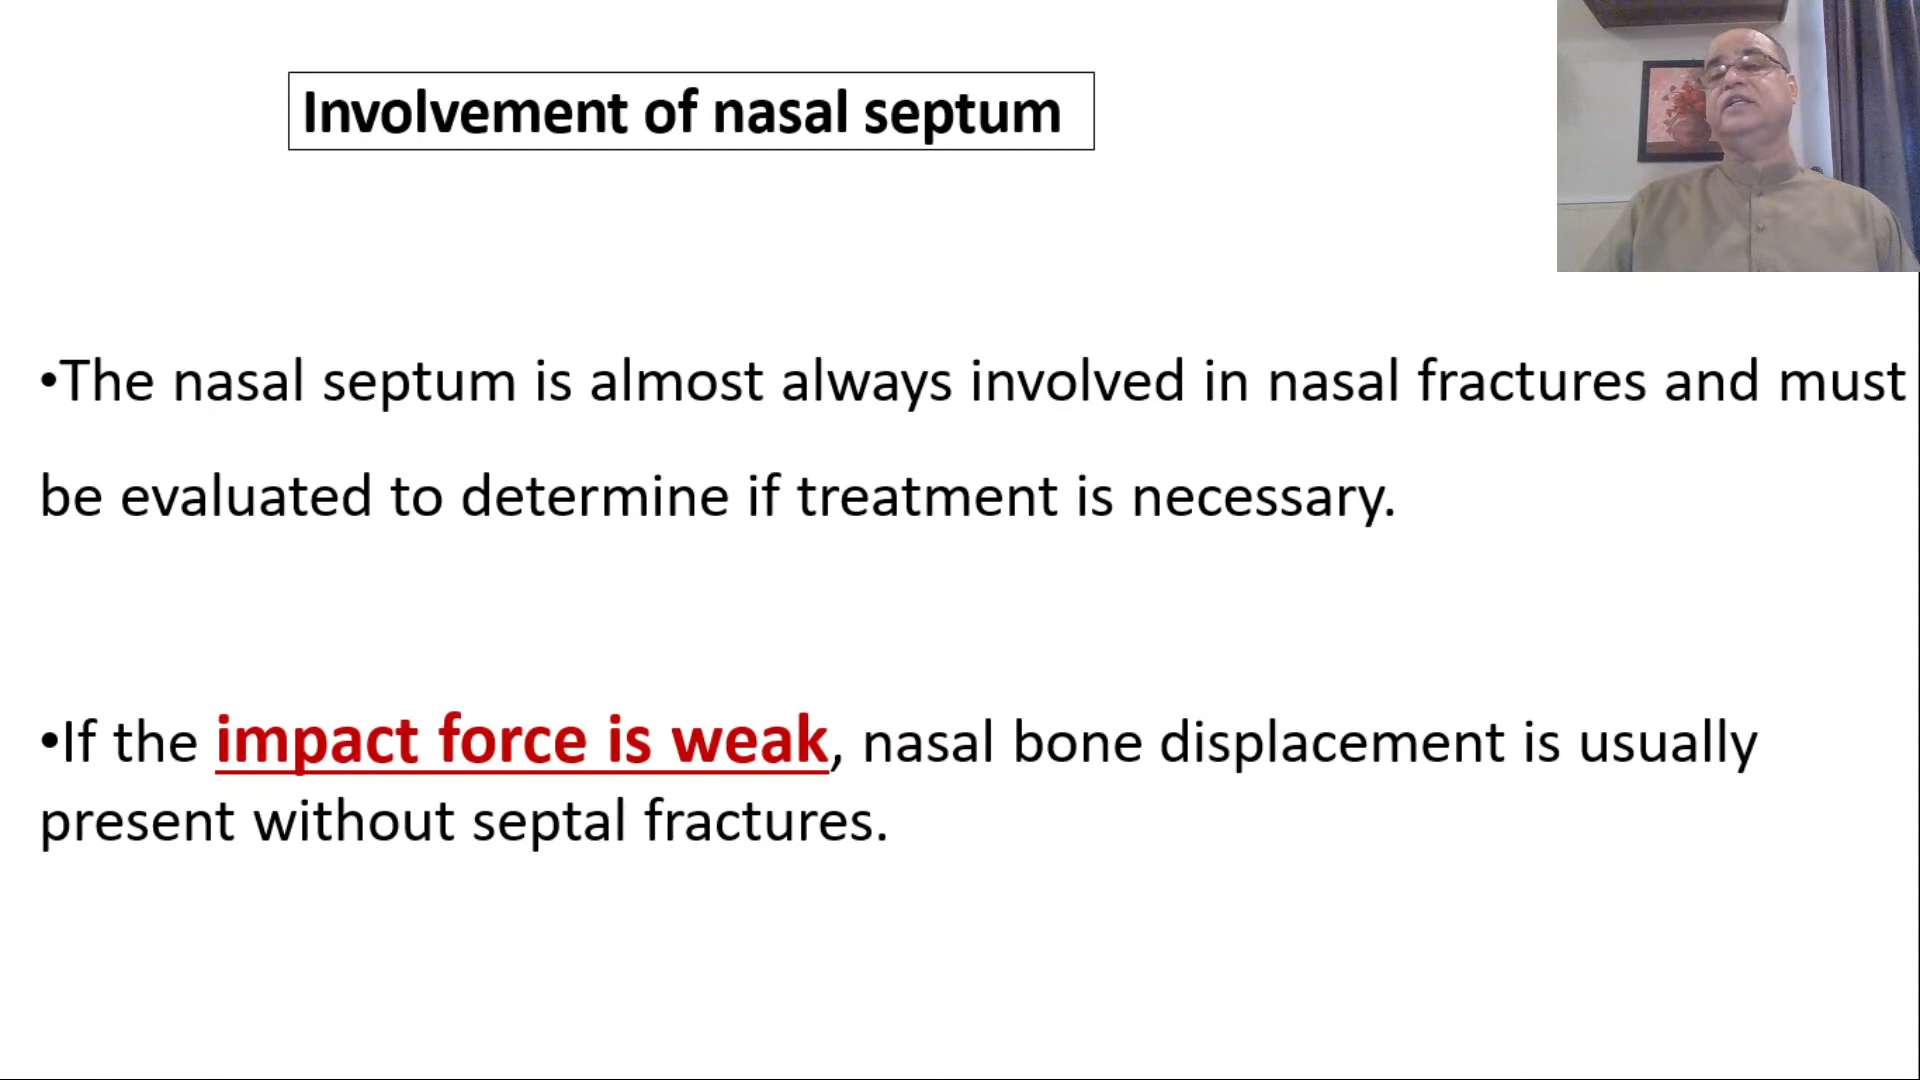 Involvement of nasal septum
•The nasal septum is almost always involved in nasal fractures and must
be evaluated to determine if treatment is necessary.
•If the impact force is weak, nasal bone displacement is usually
present without septal fractures.